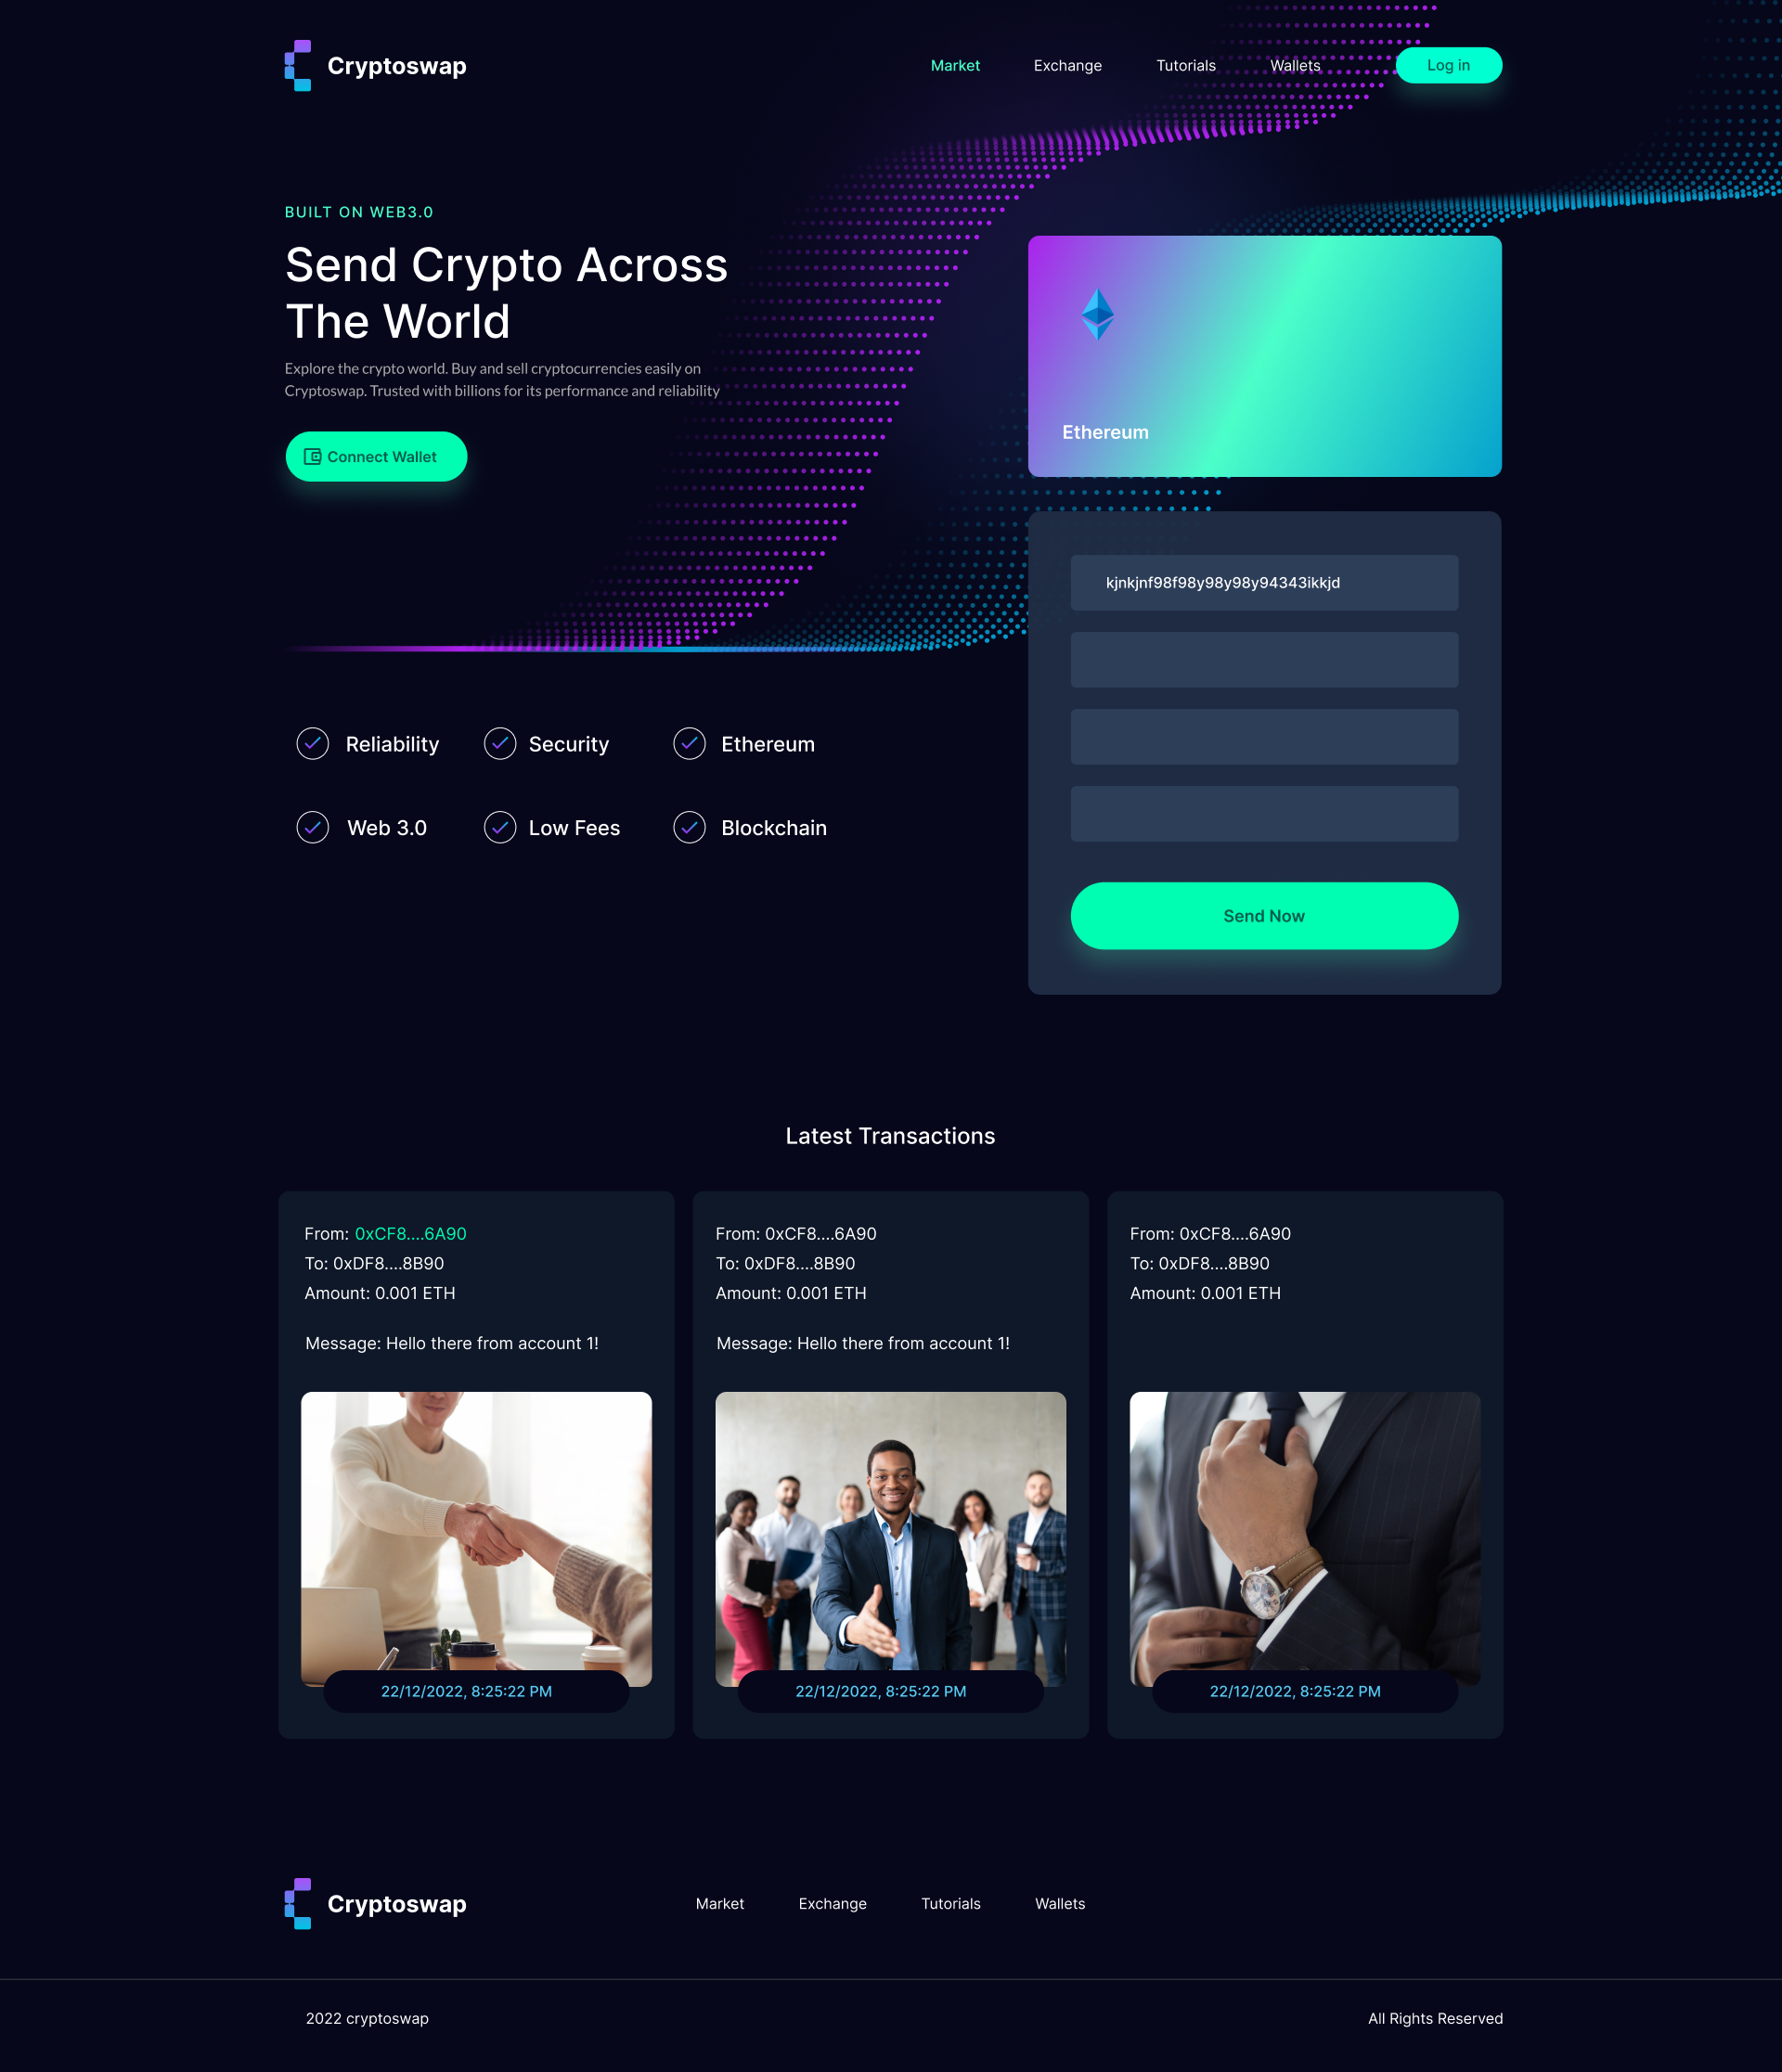 Cryptoswap
Market
Exchange
Tutorials
Wallets
Log in
BUILT ON WEB3.0
Send Crypto Across
The World
Explore the crypto world. Buy and sell cryptocurrencies easily on
Cryptoswap. Trusted with billions for its performance and reliability
Connect Wallet
Ethereum
kjnkjnf98f98y98y98y94343ikkjd
Send Now
Reliability
Security
Ethereum
Web 3.0
Low Fees
Blockchain
Latest Transactions
From: 0xCF8....6A90
To: 0xDF8....8B90
Amount: 0.001 ETH
Message: Hello there from account 1!
22/12/2022, 8:25:22 PM
From: 0xCF8....6A90
To: 0xDF8....8B90
Amount: 0.001 ETH
Message: Hello there from account 1!
22/12/2022, 8:25:22 PM
From: 0xCF8....6A90
To: 0xDF8....8B90
Amount: 0.001 ETH
22/12/2022, 8:25:22 PM
Cryptoswap
Market
Exchange
Tutorials
Wallets
2022 cryptoswap
All Rights Reserved